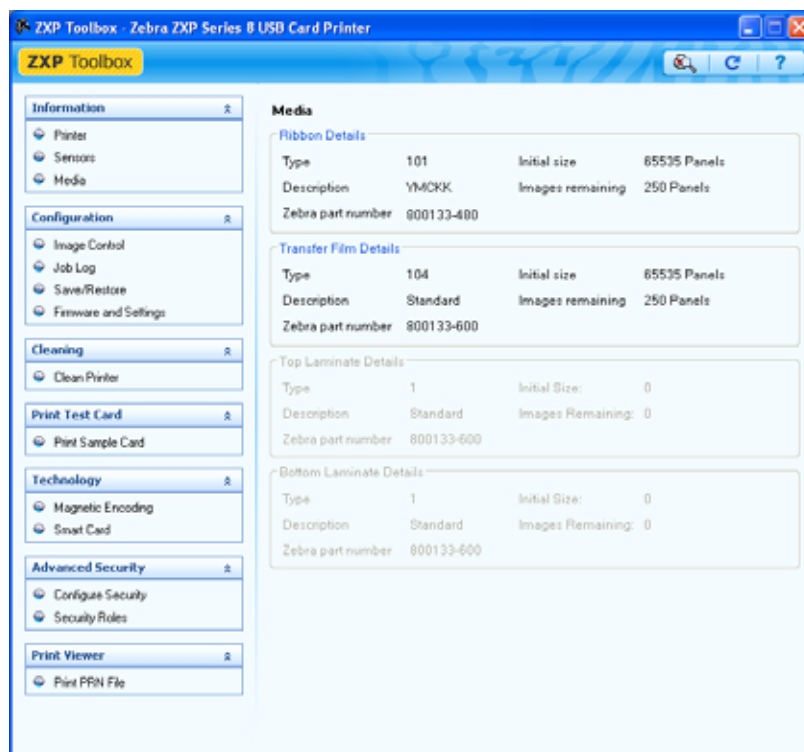 ZXP Toolbox - Zebra ZXP Series 8 USB Card Printer
ZXP Toolbox
Information
Printer
Sensors
Media
Configuration
Image Control
Job Log
Save/Restore
Firmware and Settings
Cleaning
Clean Printer
Print Test Card
Print Sample Card
Technology
Magnetic Encoding
Smart Card
Advanced Security
Configure Security
Security Roles
Print Viewer
Print PRN File
Media
Ribbon Details
Type 101 Initial size 65535 Panels
Description YMCKK Images remaining 250 Panels
Zebra part number 800133-480
Transfer Film Details
Type 104 Initial size 65535 Panels
Description Standard Images remaining 250 Panels
Zebra part number 800133-600
Top Laminate Details
Type 1 Initial Size: 0
Description Standard Images Remaining: 0
Zebra part number 800133-600
Bottom Laminate Details
Type 1 Initial Size: 0
Description Standard Images Remaining: 0
Zebra part number 800133-600